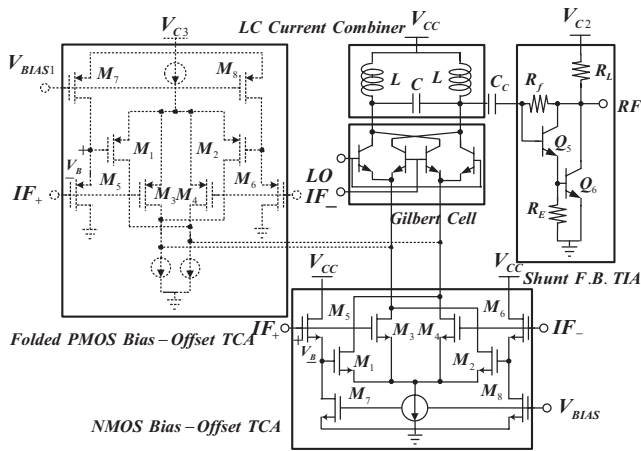 LC Current Combiner
V_CC
V_C3
V_C2
V_BIAS1
M_7
M_8
L
L
C
C_C
R_f
R_L
RF
M_1
M_2
V_B
M_5
M_3
M_4
M_6
IF_+
IF_-
LO
Gilbert Cell
Q_5
Q_6
R_E
Shunt F.B. TIA
Folded PMOS Bias-Offset TCA
V_CC
V_CC
IF_+
M_5
M_3
M_4
M_6
IF_-
V_B
M_1
M_2
M_7
M_8
V_BIAS
NMOS Bias-Offset TCA